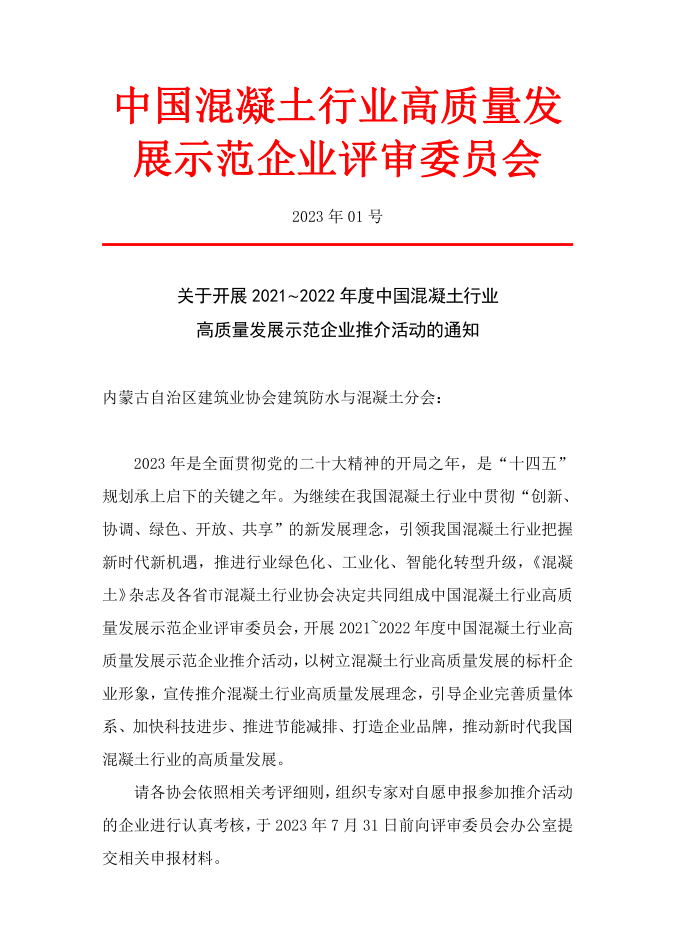 中国混凝土行业高质量发
展示范企业评审委员会
2023 年 01 号
关于开展 2021~2022 年度中国混凝土行业
高质量发展示范企业推介活动的通知
内蒙古自治区建筑业协会建筑防水与混凝土分会：
2023 年是全面贯彻党的二十大精神的开局之年，是“十四五”
规划承上启下的关键之年。为继续在我国混凝土行业中贯彻“创新、
协调、绿色、开放、共享”的新发展理念，引领我国混凝土行业把握
新时代新机遇，推进行业绿色化、工业化、智能化转型升级，《混凝
土》杂志及各省市混凝土行业协会决定共同组成中国混凝土行业高质
量发展示范企业评审委员会，开展 2021~2022 年度中国混凝土行业高
质量发展示范企业推介活动，以树立混凝土行业高质量发展的标杆企
业形象，宣传推介混凝土行业高质量发展理念，引导企业完善质量体
系、加快科技进步、推进节能减排、打造企业品牌，推动新时代我国
混凝土行业的高质量发展。
请各协会依照相关考评细则，组织专家对自愿申报参加推介活动
的企业进行认真考核，于 2023 年 7 月 31 日前向评审委员会办公室提
交相关申报材料。